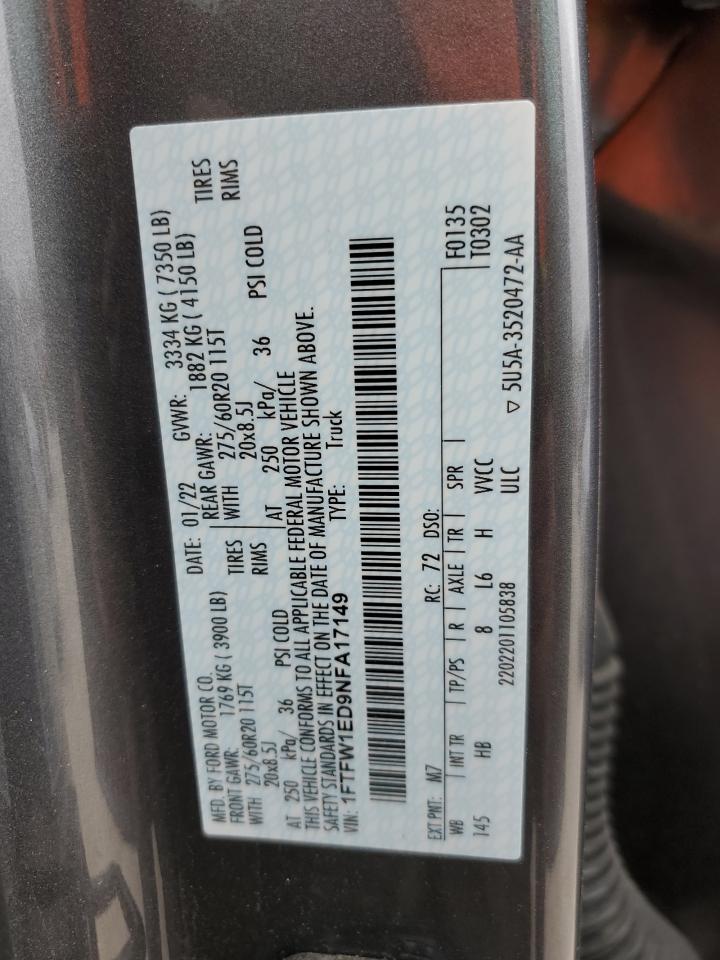 MFD. BY FORD MOTOR CO.
DATE: 01/22 GVWR: 3334 KG ( 7350 LB)
FRONT GAWR: 1769 KG ( 3900 LB) REAR GAWR: 1882 KG ( 4150 LB)
WITH 275/60R20 115T TIRES WITH 275/60R20 115T TIRES
20x8.5J RIMS 20x8.5J RIMS
AT 250 kPa/ 36 PSI COLD AT 250 kPa/ 36 PSI COLD
THIS VEHICLE CONFORMS TO ALL APPLICABLE FEDERAL MOTOR VEHICLE
SAFETY STANDARDS IN EFFECT ON THE DATE OF MANUFACTURE SHOWN ABOVE.
VIN: 1FTFW1ED9NFA17149 TYPE: Truck
EXT PNT: M7 RC: 72 DSO: F0135
WB INT TR TP/PS R AXLE TR SPR T0302
145 HB 8 L6 H VVCC
2202201105838 ULC ▽ 5U5A-3520472-AA